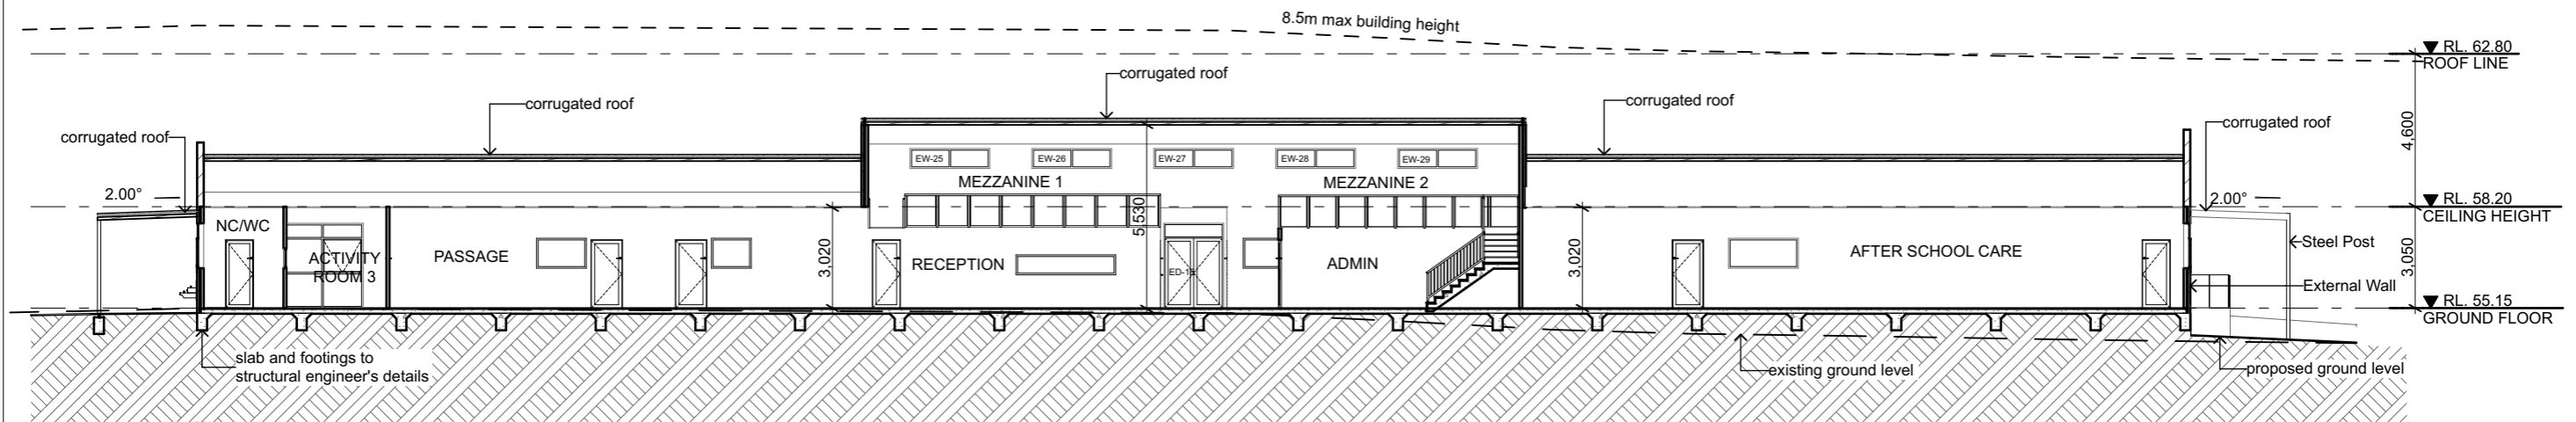 8.5m max building height
RL. 62.80
ROOF LINE
corrugated roof
corrugated roof
corrugated roof
corrugated roof
corrugated roof
4,600
EW-25
EW-26
EW-27
EW-28
EW-29
MEZZANINE 1
MEZZANINE 2
2.00°
2.00°
RL. 58.20
CEILING HEIGHT
5,530
NC/WC
ACTIVITY
ROOM 3
PASSAGE
3,020
RECEPTION
ADMIN
3,020
AFTER SCHOOL CARE
Steel Post
3,050
External Wall
RL. 55.15
GROUND FLOOR
slab and footings to
structural engineer's details
existing ground level
proposed ground level